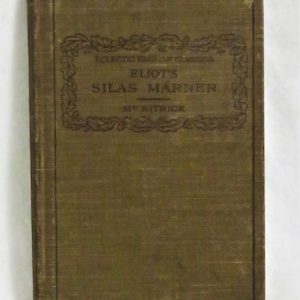 ECLECTIC ENGLISH CLASSICS
ELIOT'S
SILAS MARNER
McKITRICK